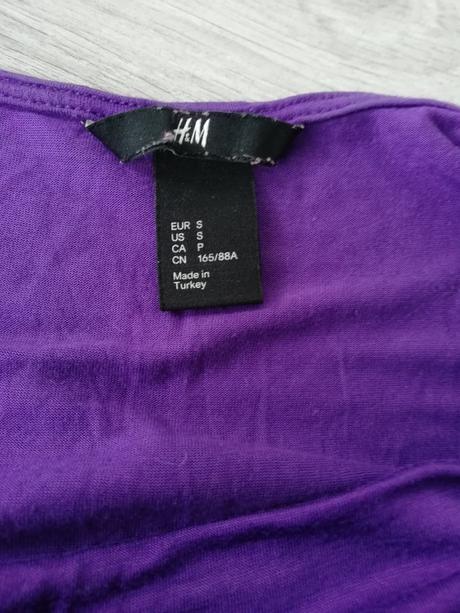 H&M
EUR S
US S
CA P
CN 165/88A
Made in
Turkey